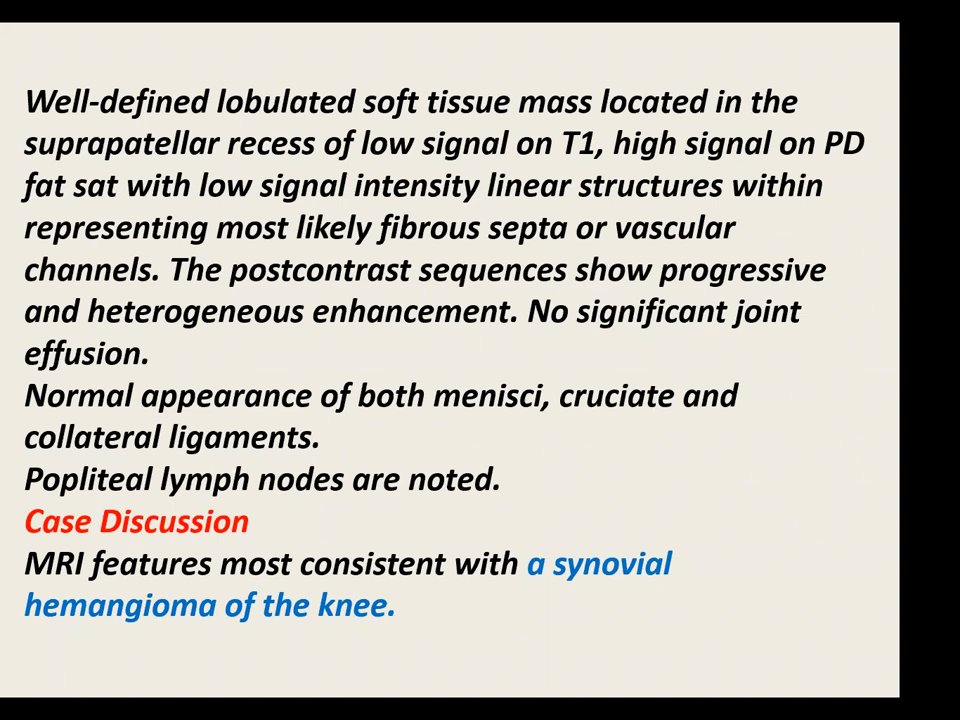 Well-defined lobulated soft tissue mass located in the
suprapatellar recess of low signal on T1, high signal on PD
fat sat with low signal intensity linear structures within
representing most likely fibrous septa or vascular
channels. The postcontrast sequences show progressive
and heterogeneous enhancement. No significant joint
effusion.
Normal appearance of both menisci, cruciate and
collateral ligaments.
Popliteal lymph nodes are noted.
Case Discussion
MRI features most consistent with a synovial
hemangioma of the knee.